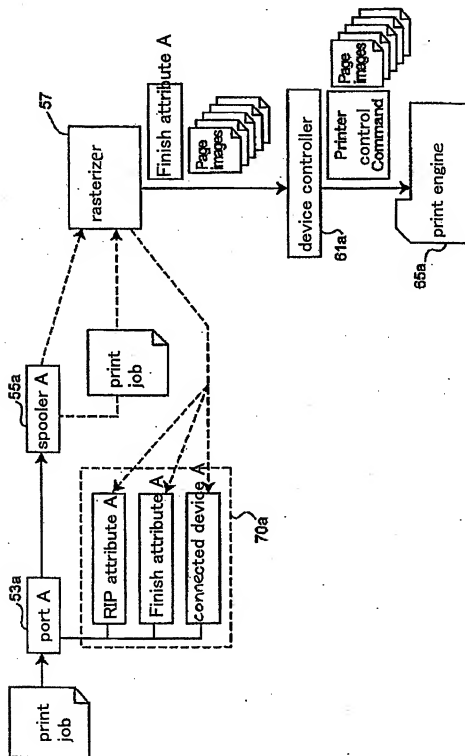 print
job
53a
port A
55a
spooler A
57
rasterizer
print
job
RIP attribute A
Finish attribute A
connected device A
70a
Finish attribute A
Page
images
device controller
61a
Page
images
Printer
control
Command
print engine
65a